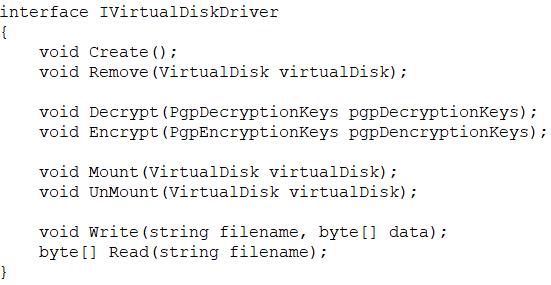 interface IVirtualDiskDriver
{
    void Create();
    void Remove(VirtualDisk virtualDisk);

    void Decrypt(PgpDecryptionKeys pgpDecryptionKeys);
    void Encrypt(PgpEncryptionKeys pgpDencryptionKeys);

    void Mount(VirtualDisk virtualDisk);
    void UnMount(VirtualDisk virtualDisk);

    void Write(string filename, byte[] data);
    byte[] Read(string filename);
}